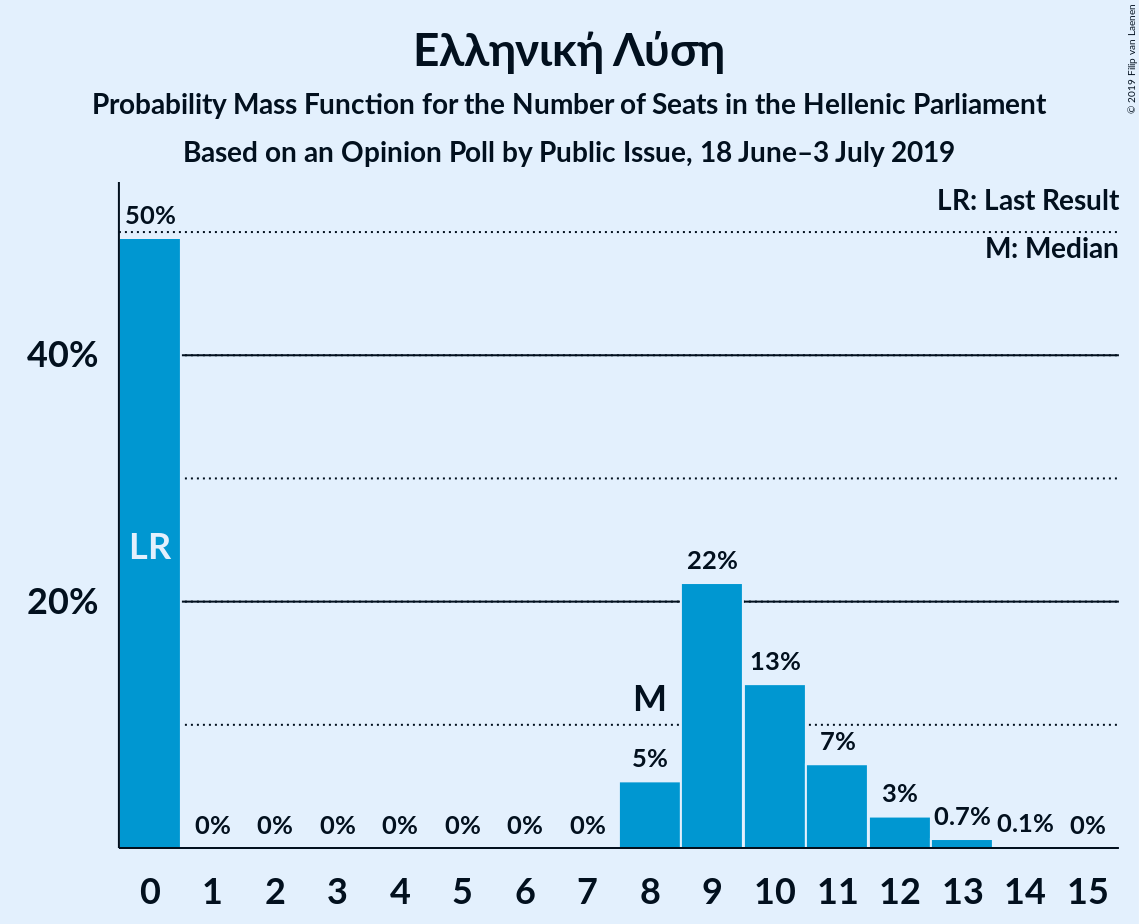 Ελληνική Λύση
Probability Mass Function for the Number of Seats in the Hellenic Parliament
Based on an Opinion Poll by Public Issue, 18 June–3 July 2019
© 2019 Filip van Laenen
LR: Last Result
M: Median
50%
40%
20%
LR
0% 0% 0% 0% 0% 0% 0%
M
5%
22%
13%
7%
3%
0.7%
0.1%
0%
0 1 2 3 4 5 6 7 8 9 10 11 12 13 14 15